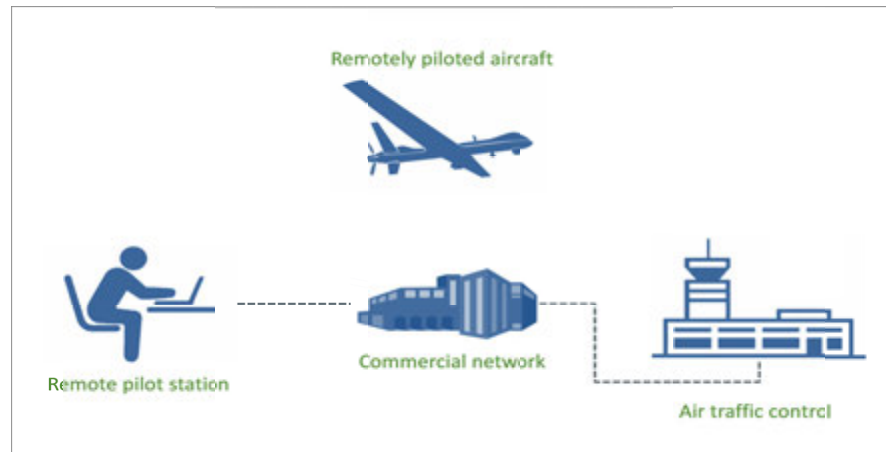 Remotely piloted aircraft
Commercial network
Remote pilot station
Air traffic control